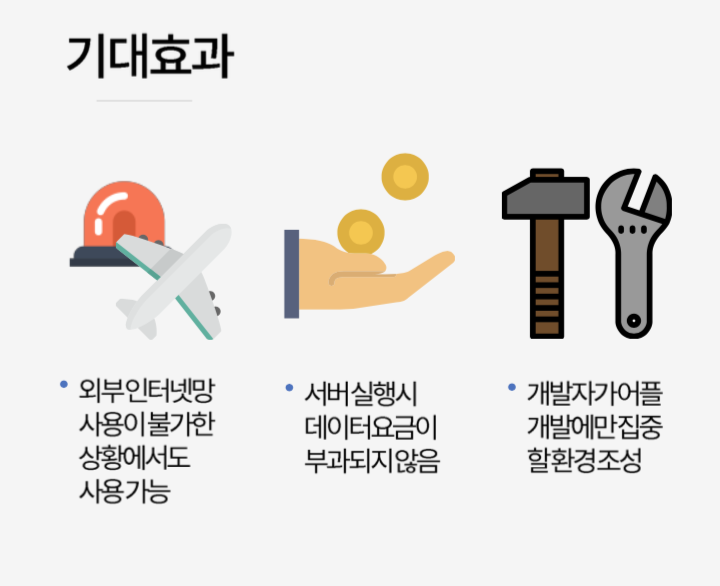 기대효과
• 외부 인터넷망
사용이 불가한
상황에서도
사용 가능
• 서버 실행시
데이터 요금이
부과되지 않음
• 개발자가 어플
개발에만 집중
할 환경 조성